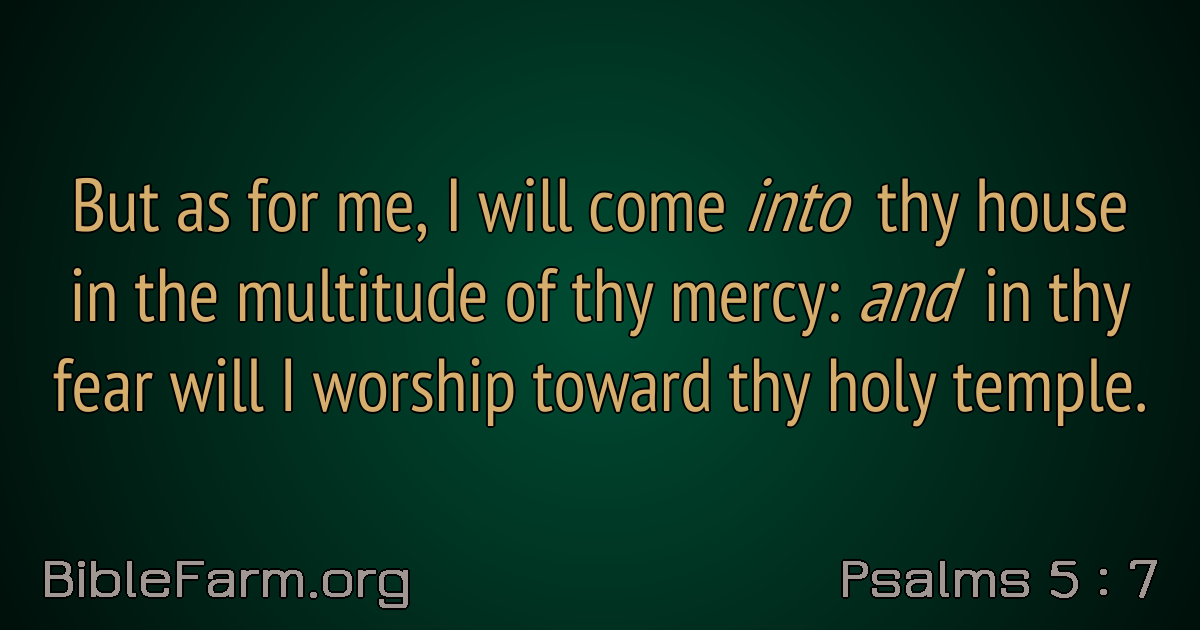 But as for me, I will come into thy house
in the multitude of thy mercy: and in thy
fear will I worship toward thy holy temple.
BibleFarm.org
Psalms 5 : 7